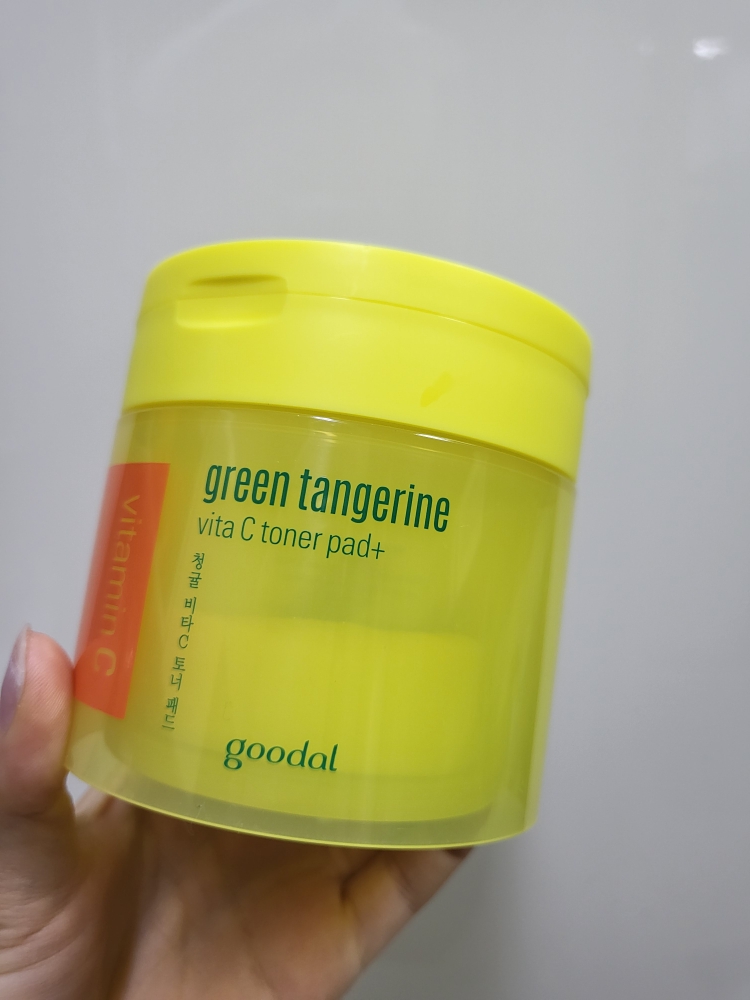 green tangerine
vita C toner pad+
청귤 비타C 토너 패드
vitamin C
goodal